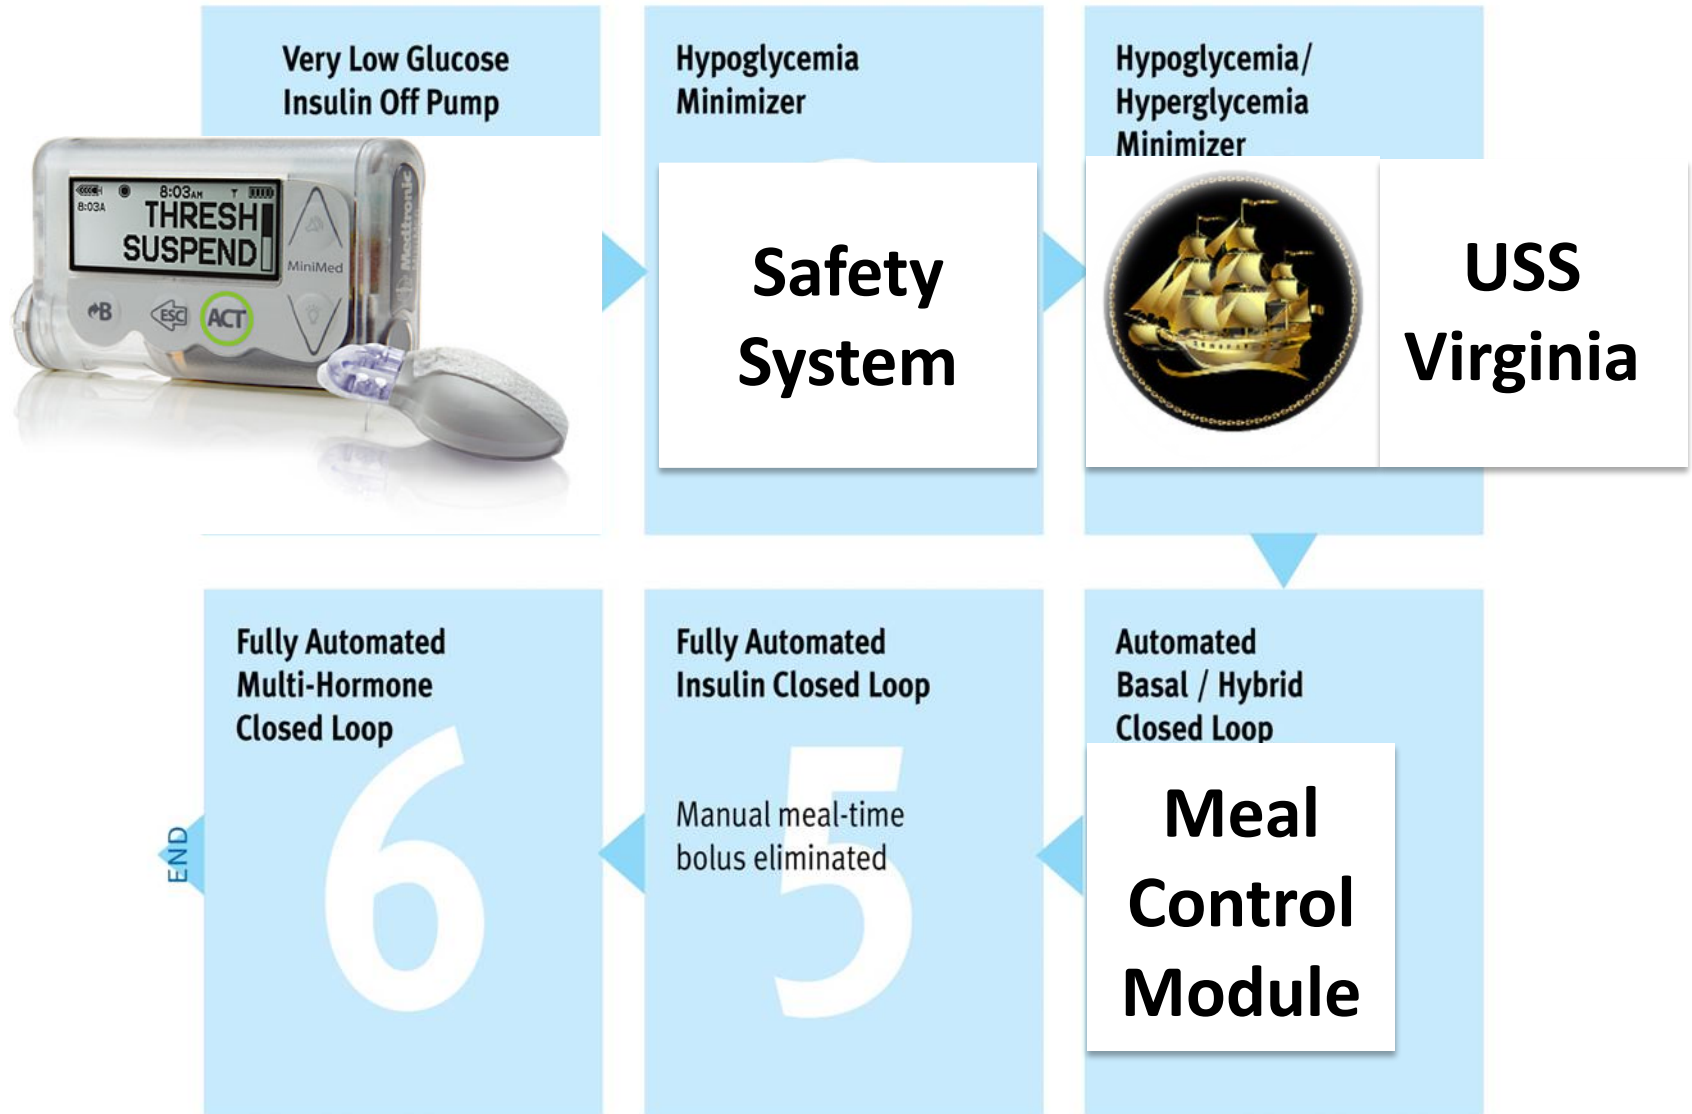 Very Low Glucose
Insulin Off Pump
8:03AM
8:03A
THRESH
SUSPEND
MiniMed
Medtronic
B
ESC
ACT
Hypoglycemia
Minimizer
Safety
System
Hypoglycemia/
Hyperglycemia
Minimizer
USS
Virginia
Automated
Basal / Hybrid
Closed Loop
Meal
Control
Module
Fully Automated
Insulin Closed Loop
5
Manual meal-time
bolus eliminated
Fully Automated
Multi-Hormone
Closed Loop
6
END